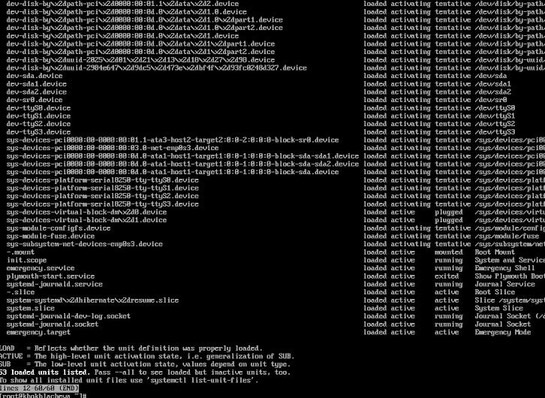 dev-disk-by\x2dpath-pci\x2d0000:00:01.1\x2data\x2d2.device loaded activating tentative /dev/disk/by-path
dev-disk-by\x2dpath-pci\x2d0000:00:0d.0\x2data\x2d1.0.device loaded activating tentative /dev/disk/by-path
dev-disk-by\x2dpath-pci\x2d0000:00:0d.0\x2data\x2d1.0\x2dpart1.device loaded activating tentative /dev/disk/by-path
dev-disk-by\x2dpath-pci\x2d0000:00:0d.0\x2data\x2d1.0\x2dpart2.device loaded activating tentative /dev/disk/by-path
dev-disk-by\x2dpath-pci\x2d0000:00:0d.0\x2data\x2d1.device loaded activating tentative /dev/disk/by-path
dev-disk-by\x2dpath-pci\x2d0000:00:0d.0\x2data\x2d1\x2dpart1.device loaded activating tentative /dev/disk/by-path
dev-disk-by\x2dpath-pci\x2d0000:00:0d.0\x2data\x2d1\x2dpart2.device loaded activating tentative /dev/disk/by-path
loaded activating tentative /dev/disk/by-uuid
loaded activating tentative /dev/disk/by-uuid
dev-sda.device loaded activating tentative /dev/sda
dev-sda1.device loaded activating tentative /dev/sda1
dev-sda2.device loaded activating tentative /dev/sda2
dev-sr0.device loaded activating tentative /dev/sr0
dev-ttyS0.device loaded activating tentative /dev/ttyS0
dev-ttyS1.device loaded activating tentative /dev/ttyS1
dev-ttyS2.device loaded activating tentative /dev/ttyS2
dev-ttyS3.device loaded activating tentative /dev/ttyS3
sys-devices-pci0000:00-0000:00:01.1-ata3-host2-target2:0:0-2:0:0:0-block-sr0.device loaded activating tentative /sys/devices/pci00
sys-devices-pci0000:00-0000:00:03.0-net-enp0s3.device loaded activating tentative /sys/devices/pci00
sys-devices-pci0000:00-0000:00:0d.0-ata1-host1-target1:0:0-1:0:0:0-block-sda-sda1.device loaded activating tentative /sys/devices/pci00
sys-devices-pci0000:00-0000:00:0d.0-ata1-host1-target1:0:0-1:0:0:0-block-sda-sda2.device loaded activating tentative /sys/devices/pci00
sys-devices-pci0000:00-0000:00:0d.0-ata1-host1-target1:0:0-1:0:0:0-block-sda.device loaded activating tentative /sys/devices/pci00
sys-devices-platform-serial8250-tty-ttyS0.device loaded activating tentative /sys/devices/platf
sys-devices-platform-serial8250-tty-ttyS1.device loaded activating tentative /sys/devices/platf
sys-devices-platform-serial8250-tty-ttyS2.device loaded activating tentative /sys/devices/platf
sys-devices-platform-serial8250-tty-ttyS3.device loaded activating tentative /sys/devices/platf
sys-devices-virtual-block-dm\x2d0.device loaded active plugged /sys/devices/virtu
sys-devices-virtual-block-dm\x2d1.device loaded active plugged /sys/devices/virtu
sys-module-configfs.device loaded activating tentative /sys/module/config
sys-module-fuse.device loaded activating tentative /sys/module/fuse
sys-subsystem-net-devices-enp0s3.device loaded activating tentative /sys/subsystem/net
-.mount loaded active mounted Root Mount
init.scope loaded active running System and Service
emergency.service loaded active running Emergency Shell
plymouth-start.service loaded active exited Show Plymouth Boot
systemd-journald.service loaded active running Journal Service
-.slice loaded active active Root Slice
system-systemd\x2dhibernate\x2dresume.slice loaded active active Slice /system/syst
system.slice loaded active active System Slice
systemd-journald-dev-log.socket loaded active running Journal Socket (/d
systemd-journald.socket loaded active running Journal Socket
emergency.target loaded active active Emergency Mode
LOAD = Reflects whether the unit definition was properly loaded.
ACTIVE = The high-level unit activation state, i.e. generalization of SUB.
SUB = The low-level unit activation state, values depend on unit type.
53 loaded units listed. Pass --all to see loaded but inactive units, too.
To show all installed unit files use 'systemctl list-unit-files'.
lines 12-60/60 (END)